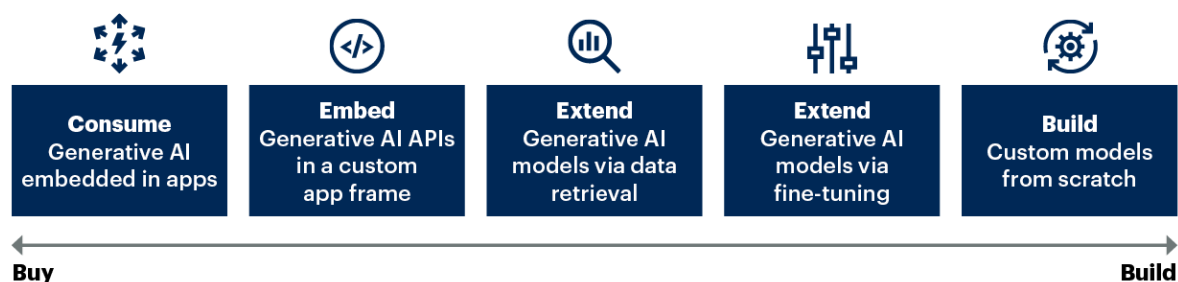 </>
Consume
Generative AI
embedded in apps
Embed
Generative AI APIs
in a custom
app frame
Extend
Generative AI
models via data
retrieval
Extend
Generative AI
models via
fine-tuning
Build
Custom models
from scratch
Buy
Build